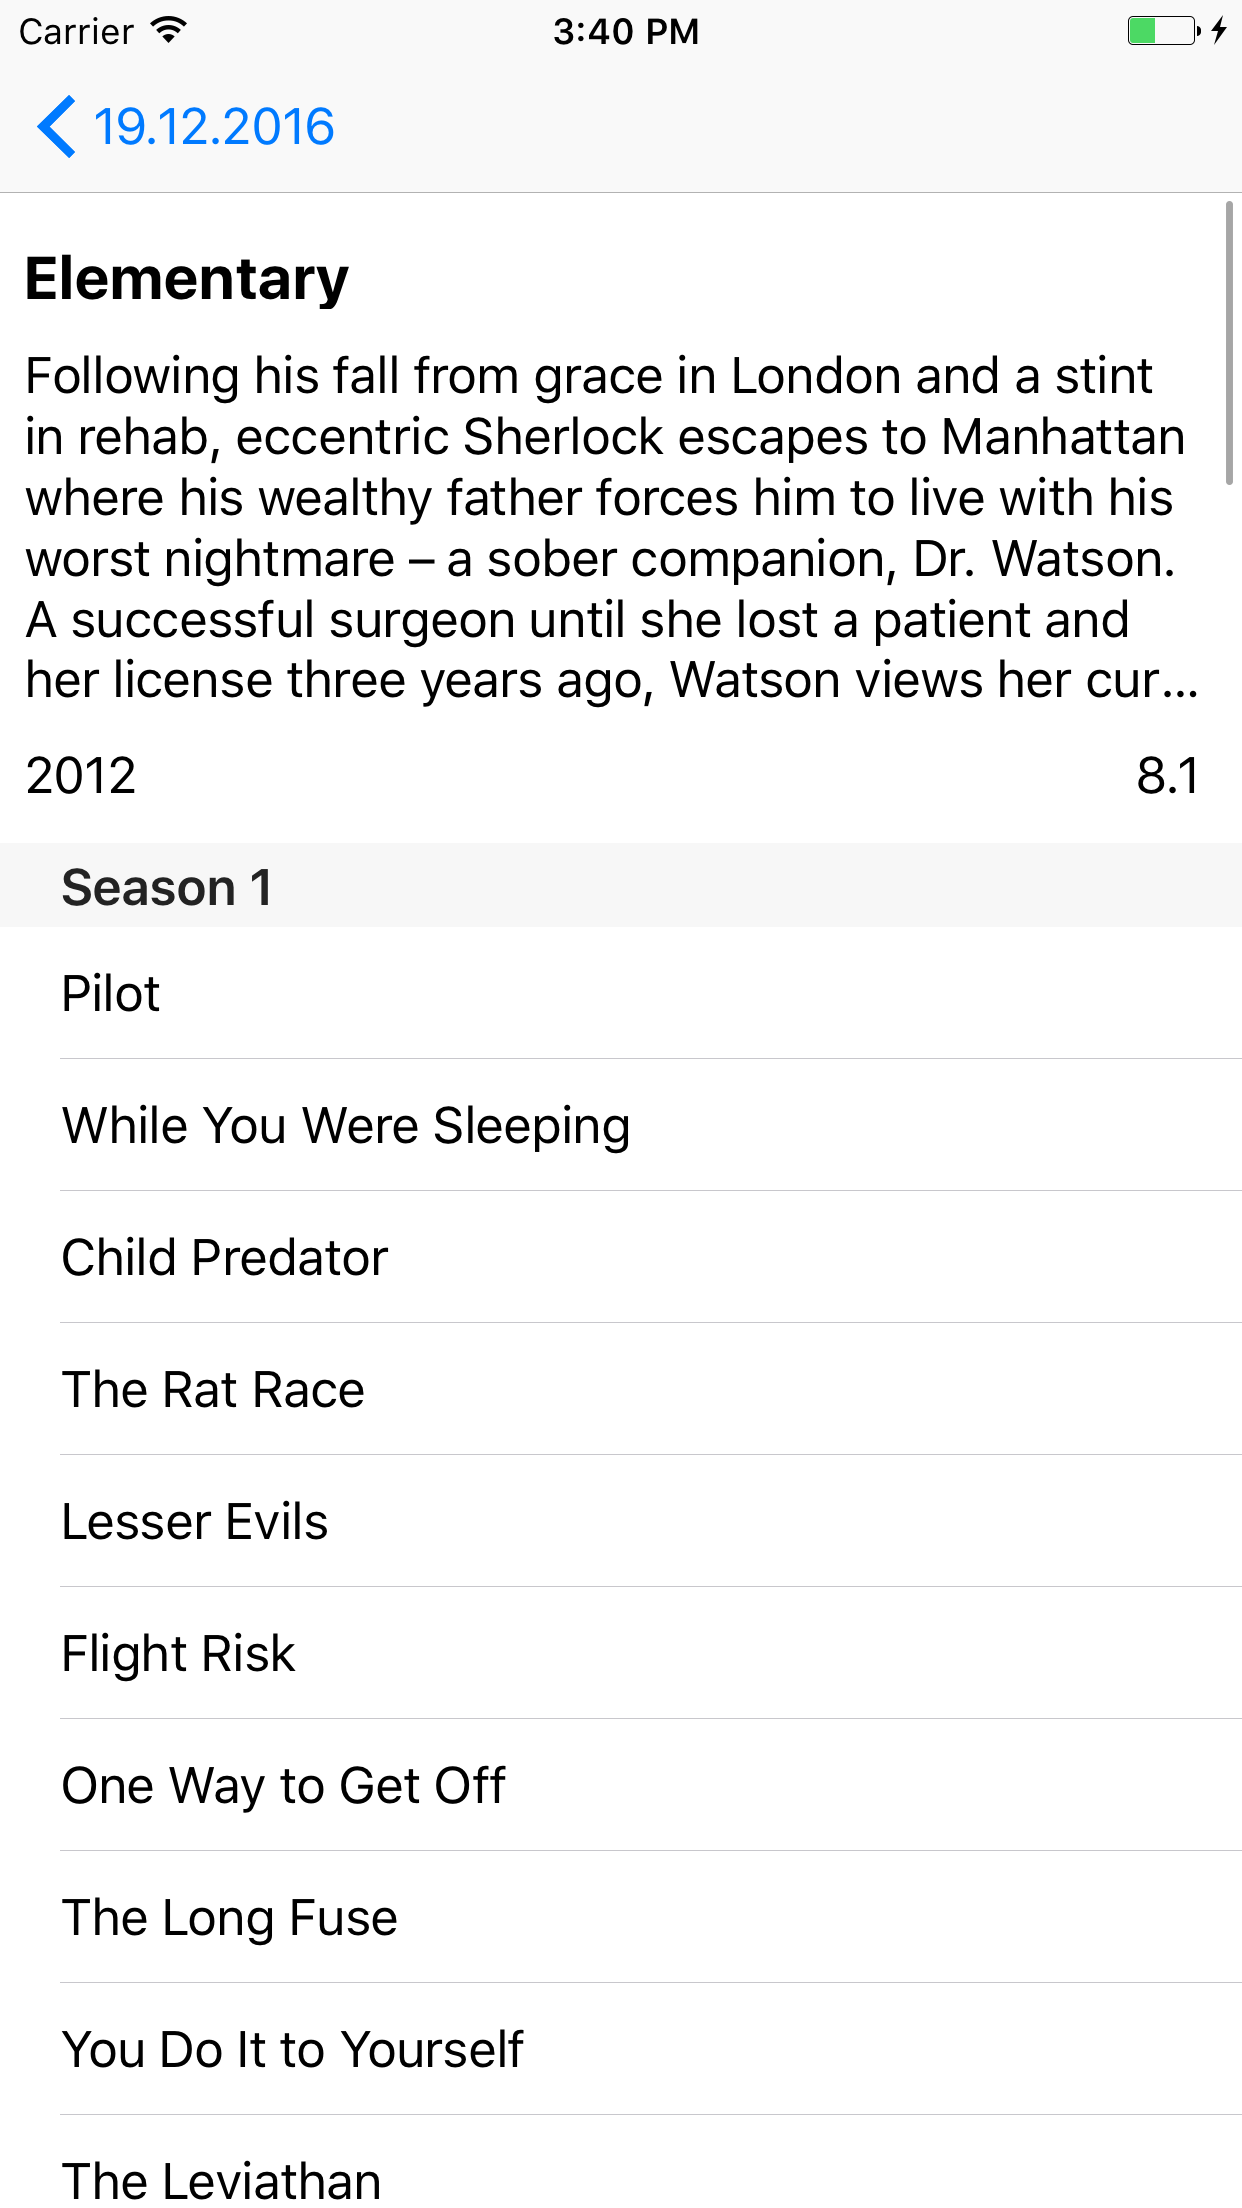 Carrier
3:40 PM
19.12.2016
Elementary
Following his fall from grace in London and a stint
in rehab, eccentric Sherlock escapes to Manhattan
where his wealthy father forces him to live with his
worst nightmare – a sober companion, Dr. Watson.
A successful surgeon until she lost a patient and
her license three years ago, Watson views her cur...
2012
8.1
Season 1
Pilot
While You Were Sleeping
Child Predator
The Rat Race
Lesser Evils
Flight Risk
One Way to Get Off
The Long Fuse
You Do It to Yourself
The Leviathan